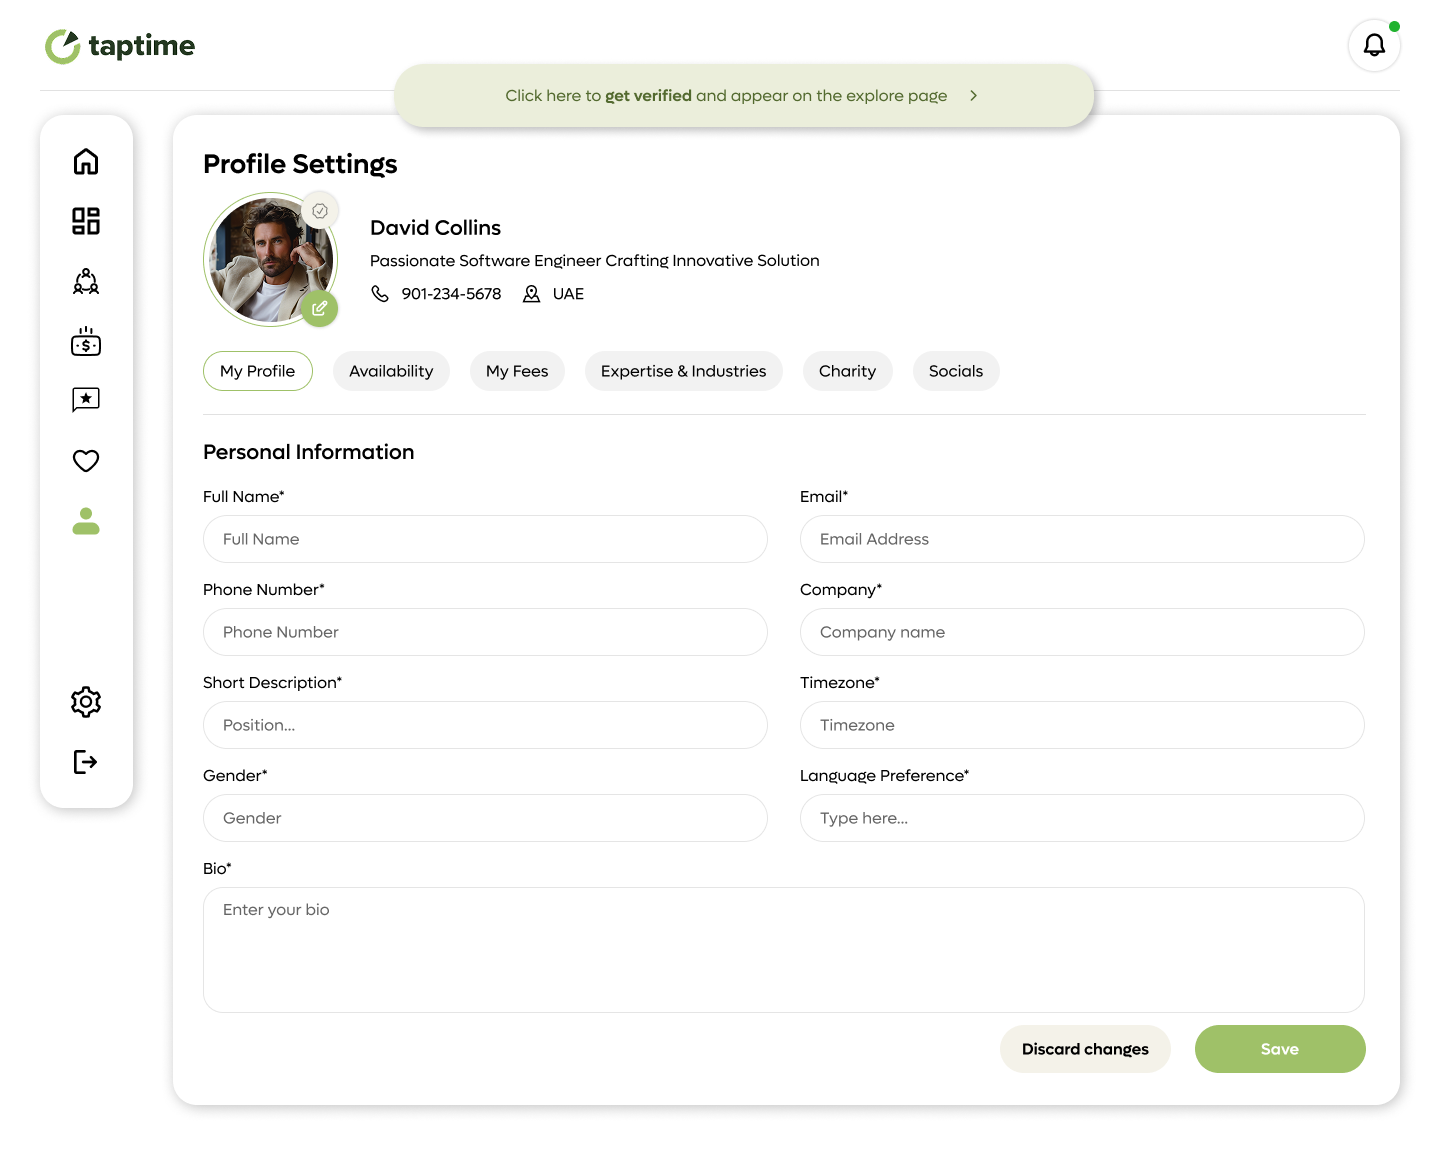 taptime
Click here to get verified and appear on the explore page
Profile Settings
David Collins
Passionate Software Engineer Crafting Innovative Solution
901-234-5678 UAE
My Profile Availability My Fees Expertise & Industries Charity Socials
Personal Information
Full Name* Email*
Full Name Email Address
Phone Number* Company*
Phone Number Company name
Short Description* Timezone*
Position... Timezone
Gender* Language Preference*
Gender Type here...
Bio*
Enter your bio
Discard changes Save